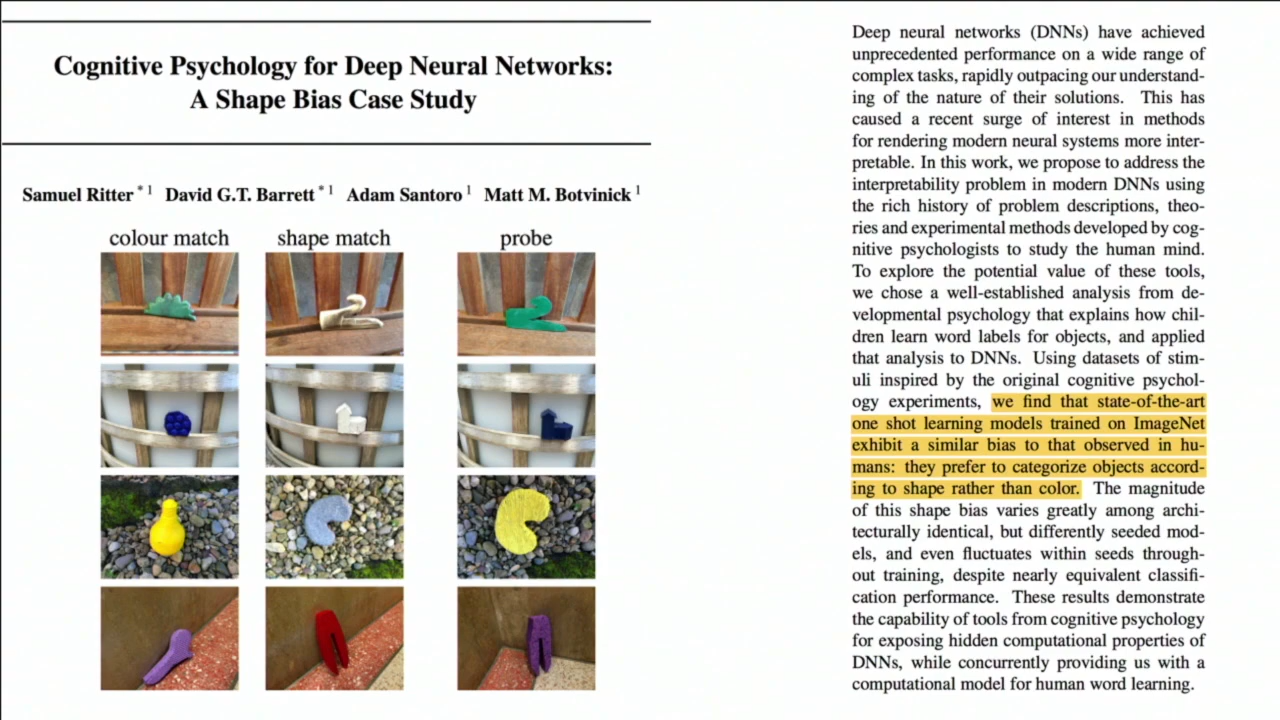 Cognitive Psychology for Deep Neural Networks:
A Shape Bias Case Study
Samuel Ritter * 1 David G.T. Barrett * 1 Adam Santoro 1 Matt M. Botvinick 1
colour match shape match probe
Deep neural networks (DNNs) have achieved
unprecedented performance on a wide range of
complex tasks, rapidly outpacing our understand-
ing of the nature of their solutions. This has
caused a recent surge of interest in methods
for rendering modern neural systems more inter-
pretable. In this work, we propose to address the
interpretability problem in modern DNNs using
the rich history of problem descriptions, theo-
ries and experimental methods developed by cog-
nitive psychologists to study the human mind.
To explore the potential value of these tools,
we chose a well-established analysis from de-
velopmental psychology that explains how chil-
dren learn word labels for objects, and applied
that analysis to DNNs. Using datasets of stim-
uli inspired by the original cognitive psychol-
ogy experiments, we find that state-of-the-art
one shot learning models trained on ImageNet
exhibit a similar bias to that observed in hu-
mans: they prefer to categorize objects accord-
ing to shape rather than color. The magnitude
of this shape bias varies greatly among archi-
tecturally identical, but differently seeded mod-
els, and even fluctuates within seeds through-
out training, despite nearly equivalent classifi-
cation performance. These results demonstrate
the capability of tools from cognitive psychology
for exposing hidden computational properties of
DNNs, while concurrently providing us with a
computational model for human word learning.